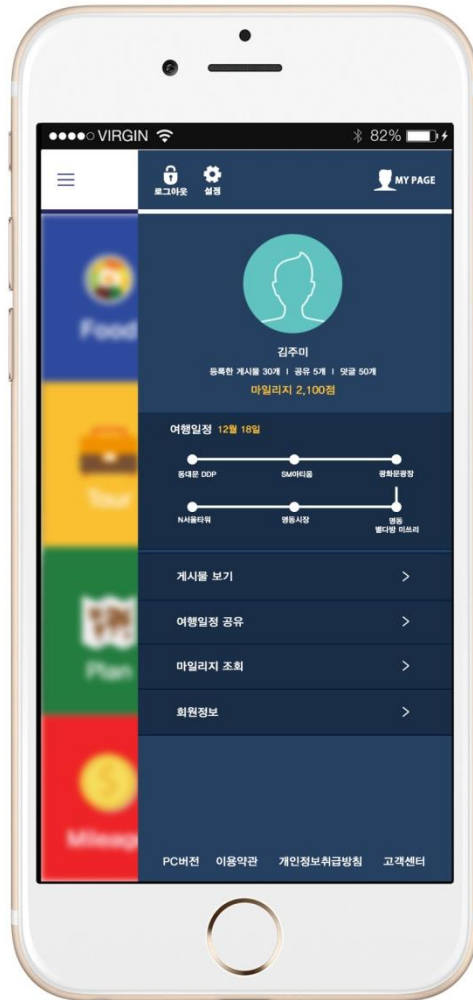 VIRGIN 82%
로그아웃 설정 MY PAGE
Food
Tour
Plan
Mileage
김주미
등록한 게시물 30개 I 공유 5개 I 댓글 50개
마일리지 2,100점
여행일정 12월 18일
동대문 DDP SM아티움 광화문광장
N서울타워 명동시장 명동
별다방 미쓰리
게시물 보기 >
여행일정 공유 >
마일리지 조회 >
회원정보 >
PC버전 이용약관 개인정보취급방침 고객센터